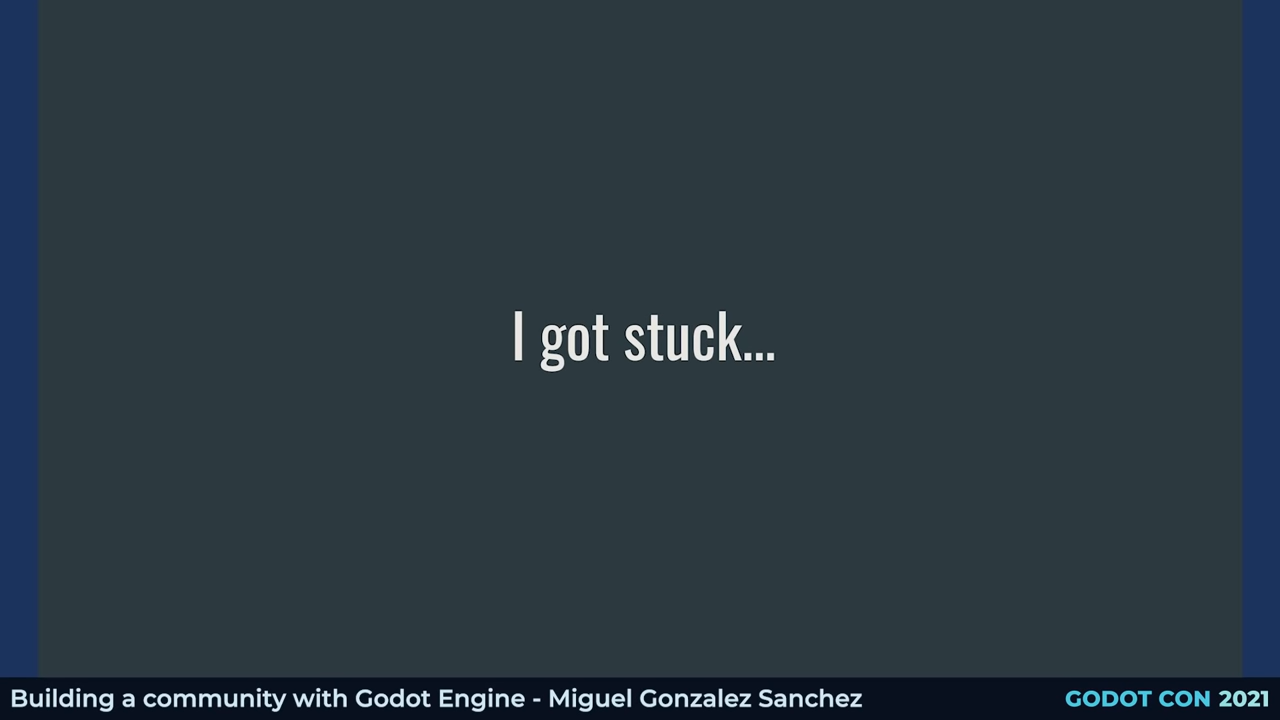 I got stuck...
Building a community with Godot Engine - Miguel Gonzalez Sanchez
GODOT CON 2021